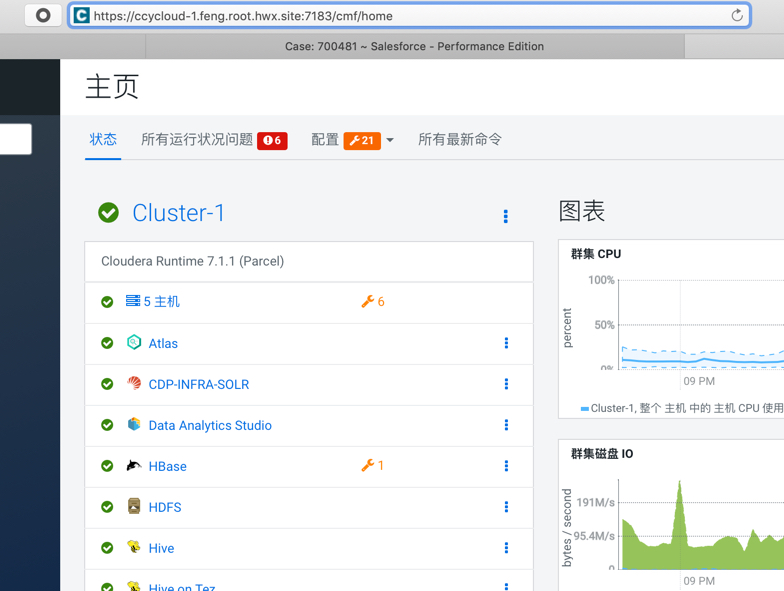 https://ccycloud-1.feng.root.hwx.site:7183/cmf/home
Case: 700481 ~ Salesforce - Performance Edition
主页
状态 所有运行状况问题 6 配置 21 所有最新命令
Cluster-1
Cloudera Runtime 7.1.1 (Parcel)
5 主机 6
Atlas
CDP-INFRA-SOLR
Data Analytics Studio
HBase 1
HDFS
Hive
Hive on Tez
图表
群集 CPU
percent
100%
50%
0%
09 PM
Cluster-1, 整个 主机 中的 主机 CPU 使用
群集磁盘 IO
bytes / second
191M/s
95.4M/s
0
09 PM